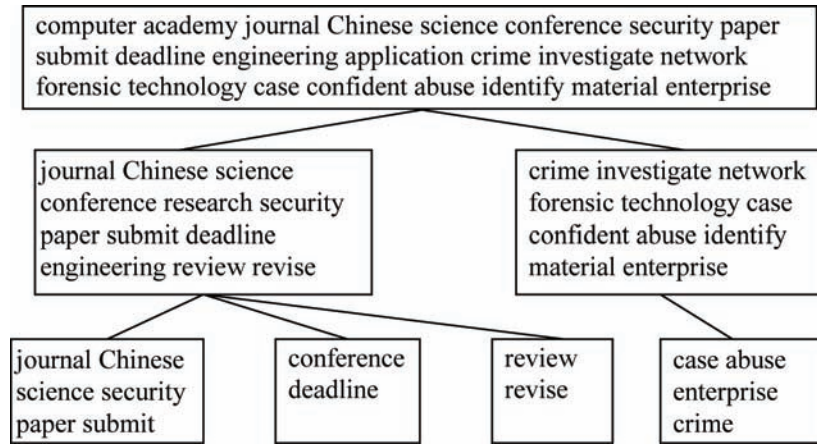 computer academy journal Chinese science conference security paper
submit deadline engineering application crime investigate network
forensic technology case confident abuse identify material enterprise
journal Chinese science
conference research security
paper submit deadline
engineering review revise
crime investigate network
forensic technology case
confident abuse identify
material enterprise
journal Chinese
science security
paper submit
conference
deadline
review
revise
case abuse
enterprise
crime